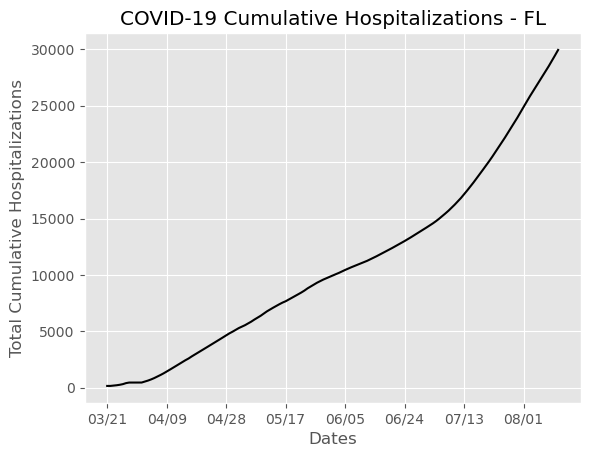 COVID-19 Cumulative Hospitalizations - FL
Total Cumulative Hospitalizations
30000
25000
20000
15000
10000
5000
0
03/21 04/09 04/28 05/17 06/05 06/24 07/13 08/01
Dates